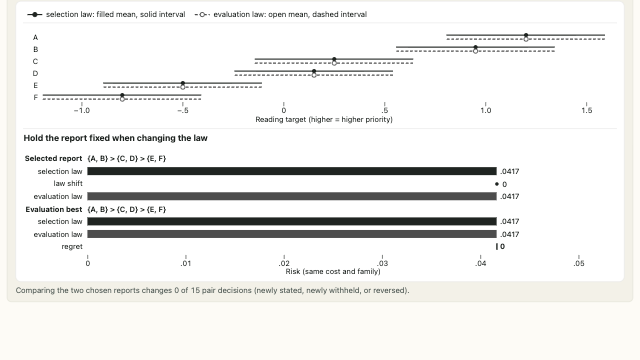 selection law: filled mean, solid interval evaluation law: open mean, dashed interval
A
B
C
D
E
F
−1.0 −.5 0 .5 1.0 1.5
Reading target (higher = higher priority)
Hold the report fixed when changing the law
Selected report {A, B} > {C, D} > {E, F}
selection law .0417
law shift 0
evaluation law .0417
Evaluation best {A, B} > {C, D} > {E, F}
selection law .0417
evaluation law .0417
regret 0
0 .01 .02 .03 .04 .05
Risk (same cost and family)
Comparing the two chosen reports changes 0 of 15 pair decisions (newly stated, newly withheld, or reversed).